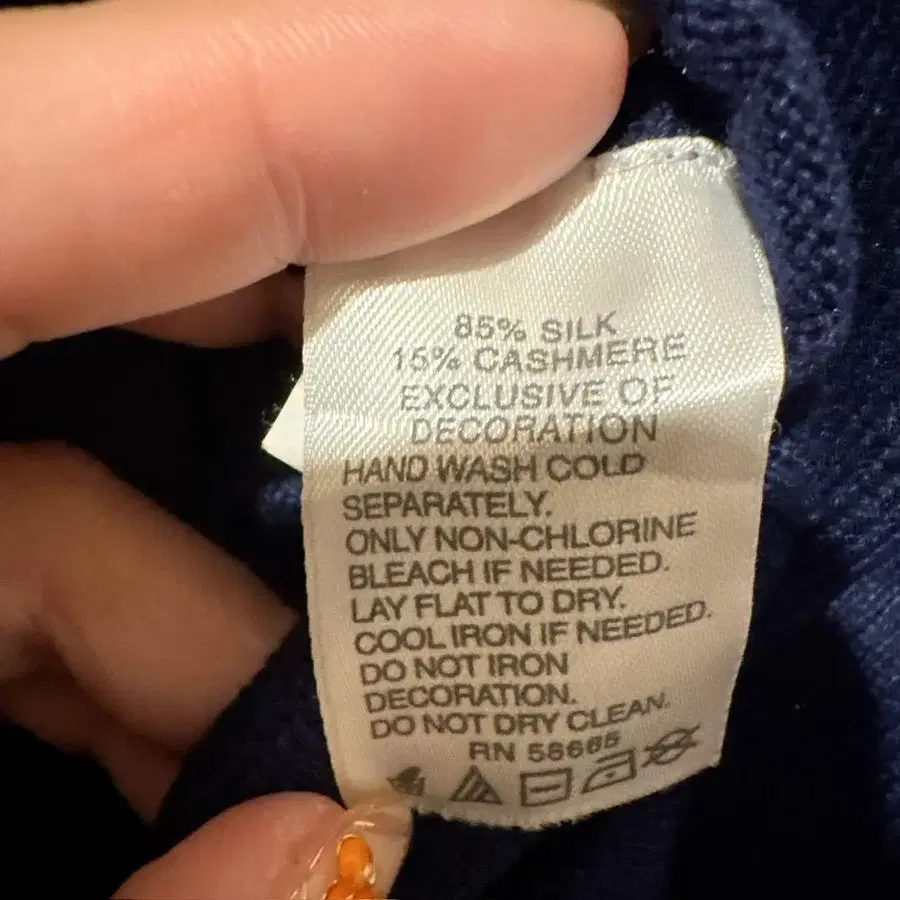 85% SILK
15% CASHMERE
EXCLUSIVE OF
DECORATION
HAND WASH COLD
SEPARATELY.
ONLY NON-CHLORINE
BLEACH IF NEEDED.
LAY FLAT TO DRY.
COOL IRON IF NEEDED.
DO NOT IRON
DECORATION.
DO NOT DRY CLEAN.
RN 58665